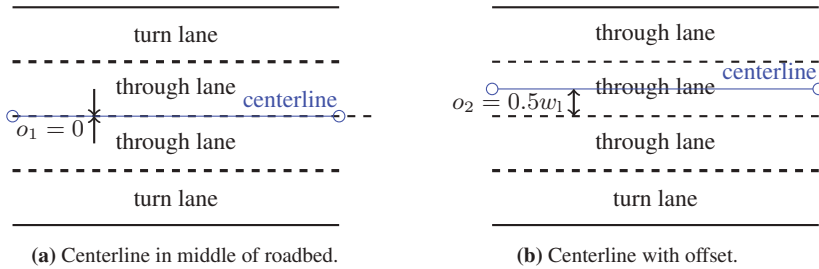 turn lane
through lane
centerline
o₁ = 0
through lane
turn lane
(a) Centerline in middle of roadbed.
through lane
centerline
through lane
o₂ = 0.5w₁
through lane
turn lane
(b) Centerline with offset.